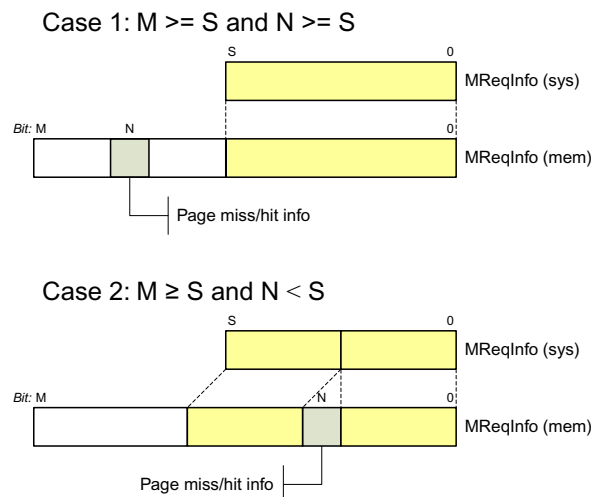 Case 1: M >= S and N >= S
S 0
MReqInfo (sys)
Bit: M N 0
MReqInfo (mem)
Page miss/hit info
Case 2: M ≥ S and N < S
S 0
MReqInfo (sys)
Bit: M N 0
MReqInfo (mem)
Page miss/hit info